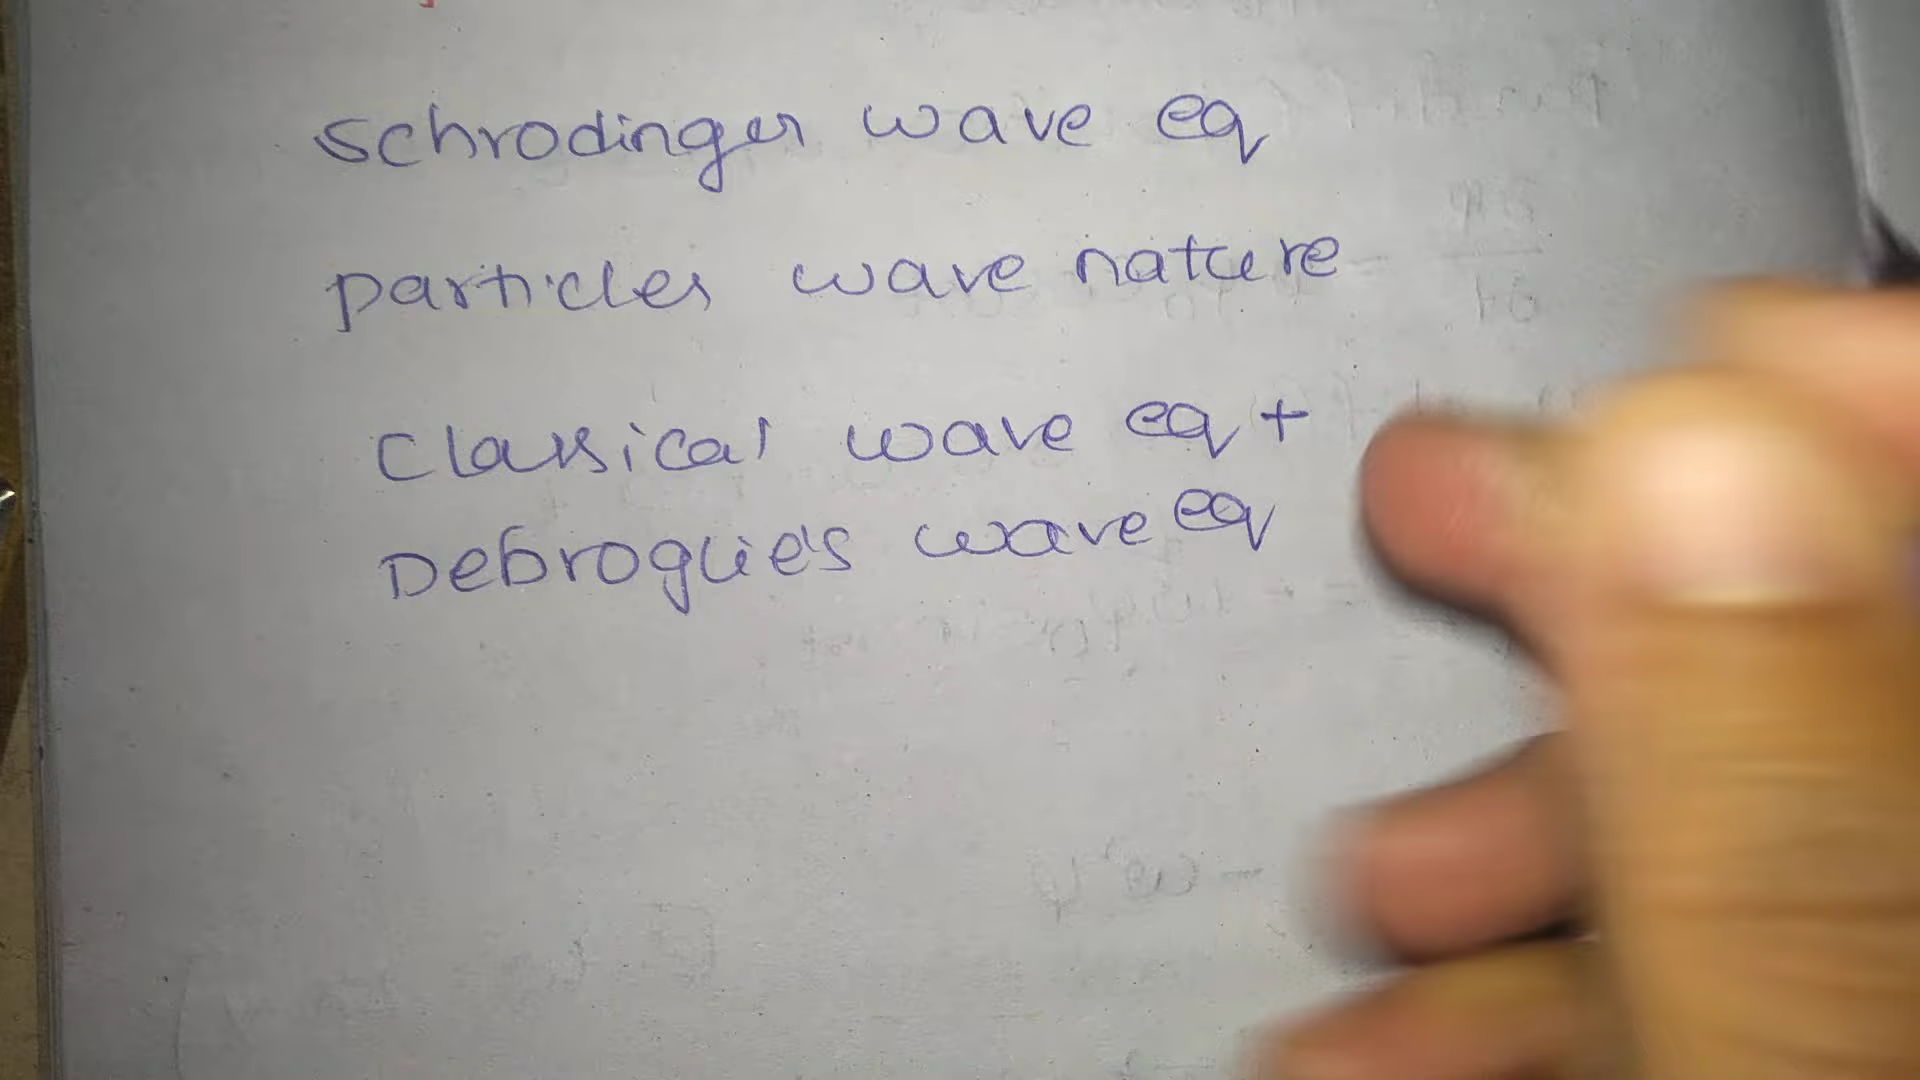 schrodinger wave eq
particles wave nature
classical wave eq +
Debroglie's wave eq